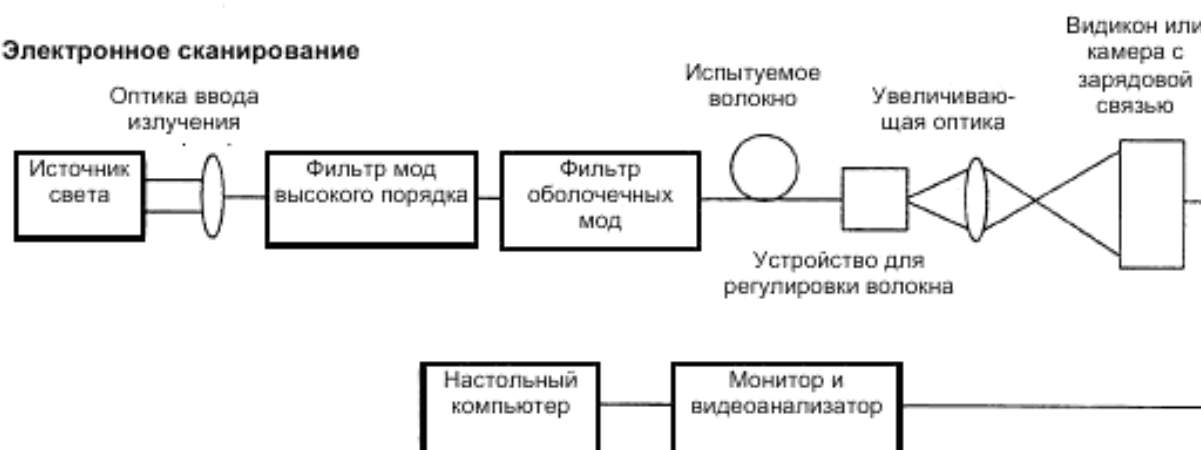 Электронное сканирование
Оптика ввода
излучения
Испытуемое
волокно
Увеличиваю-
щая оптика
Видикон или
камера с
зарядовой
связью
Источник
света
Фильтр мод
высокого порядка
Фильтр
оболочечных
мод
Устройство для
регулировки волокна
Настольный
компьютер
Монитор и
видеоанализатор